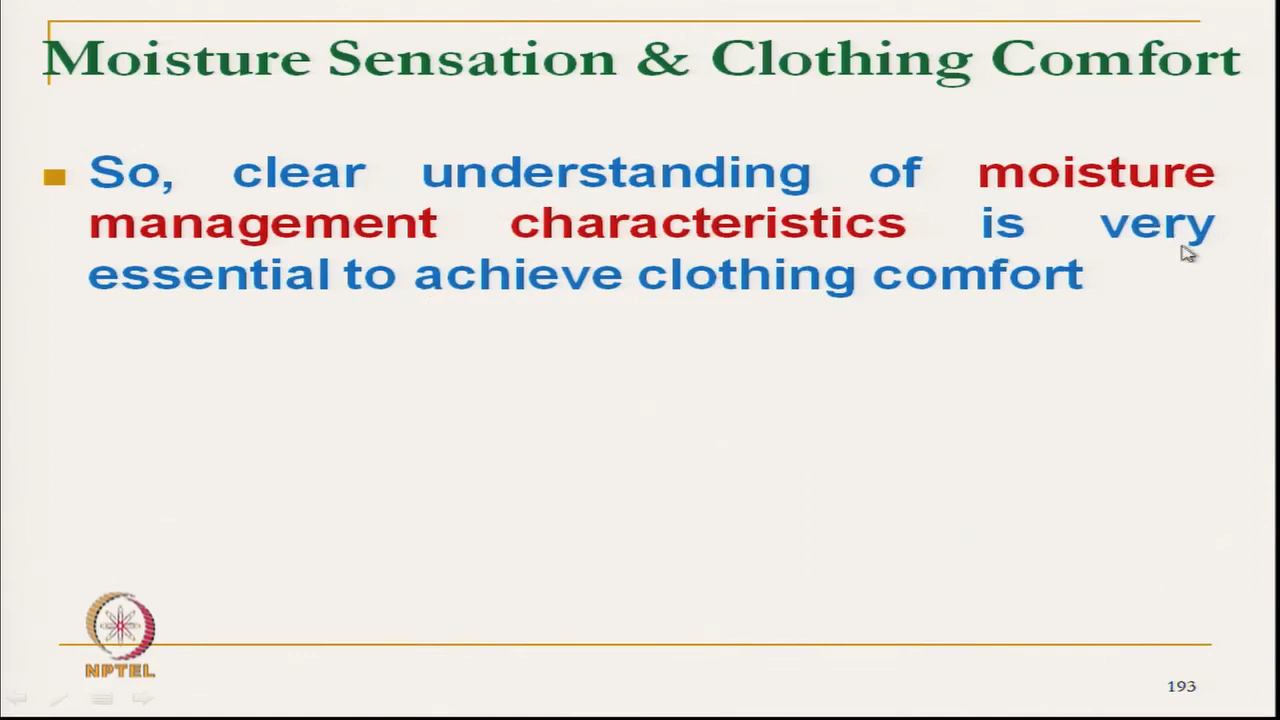 Moisture Sensation & Clothing Comfort
So, clear understanding of moisture
management characteristics is very
essential to achieve clothing comfort
NPTEL
193